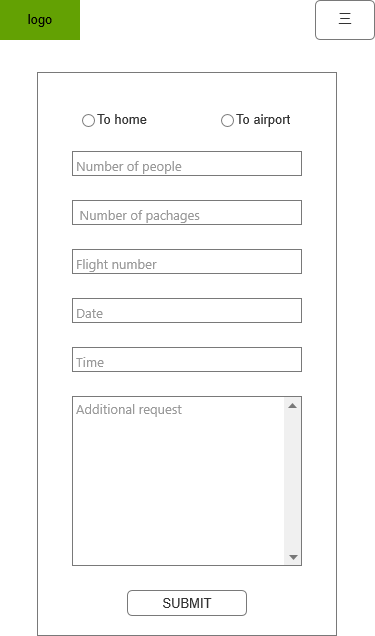 logo
To home To airport
Number of people
Number of pachages
Flight number
Date
Time
Additional request
SUBMIT